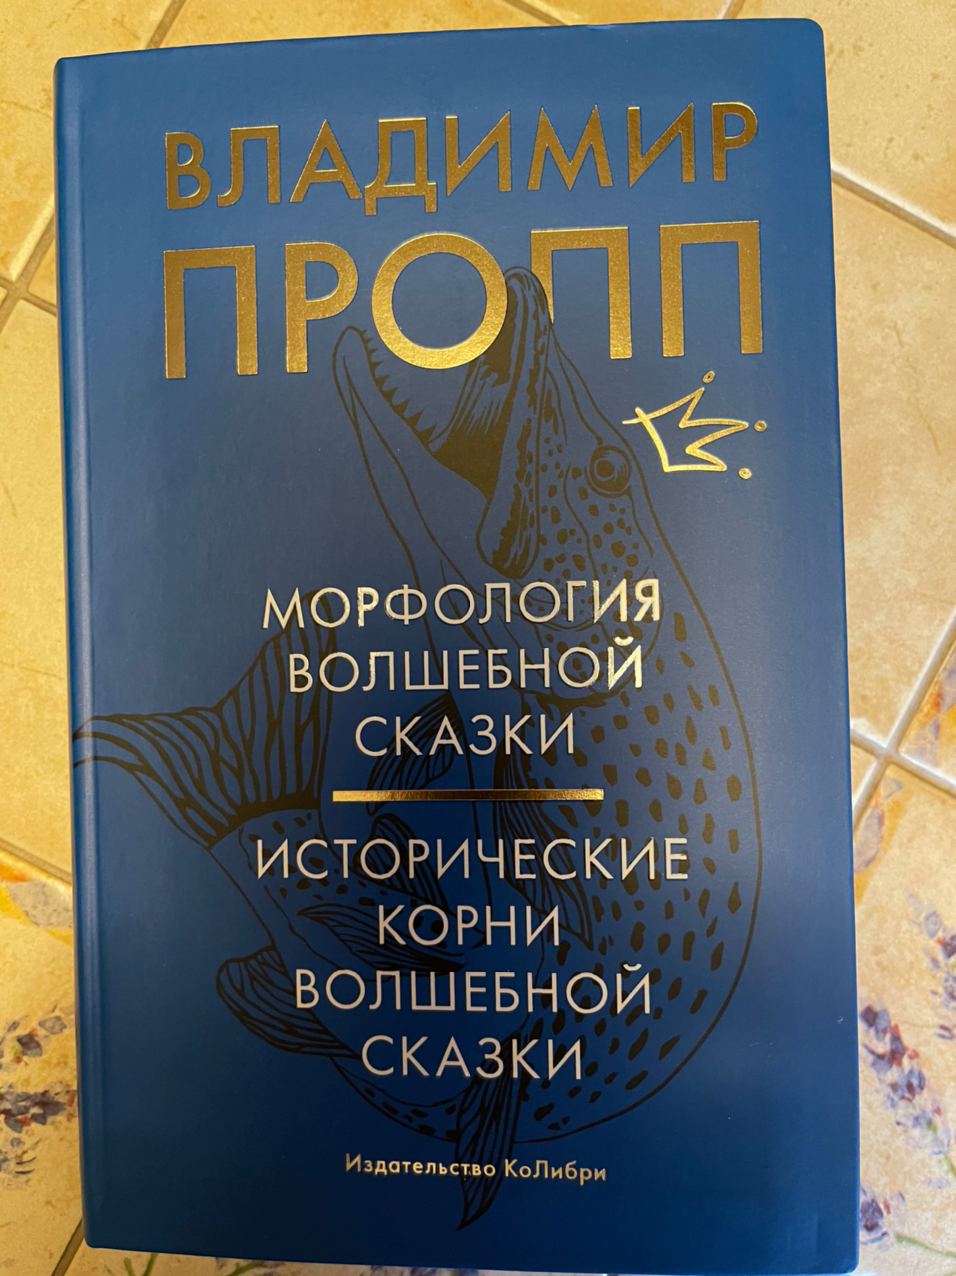 ВЛАДИМИР
ПРОПП
МОРФОЛОГИЯ
ВОЛШЕБНОЙ
СКАЗКИ
ИСТОРИЧЕСКИЕ
КОРНИ
ВОЛШЕБНОЙ
СКАЗКИ
Издательство КоЛибри